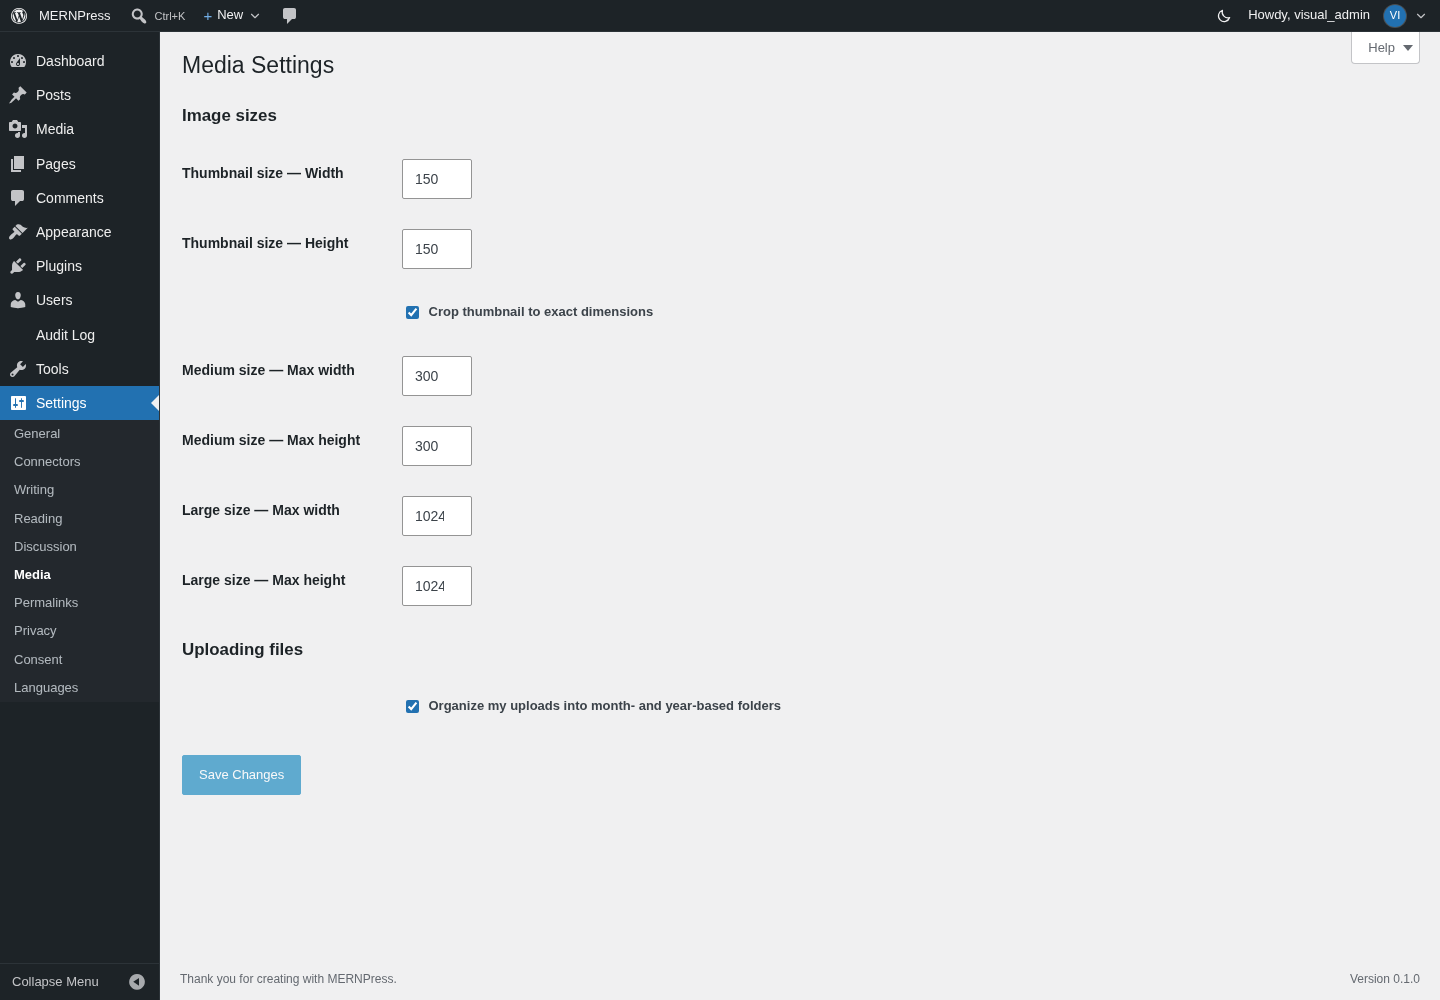 MERNPress Ctrl+K + New Howdy, visual_admin VI
Help
Dashboard
Posts
Media
Pages
Comments
Appearance
Plugins
Users
Audit Log
Tools
Settings
General
Connectors
Writing
Reading
Discussion
Media
Permalinks
Privacy
Consent
Languages
Collapse Menu
Media Settings
Image sizes
Thumbnail size — Width 150
Thumbnail size — Height 150
Crop thumbnail to exact dimensions
Medium size — Max width 300
Medium size — Max height 300
Large size — Max width 1024
Large size — Max height 1024
Uploading files
Organize my uploads into month- and year-based folders
Save Changes
Thank you for creating with MERNPress. Version 0.1.0